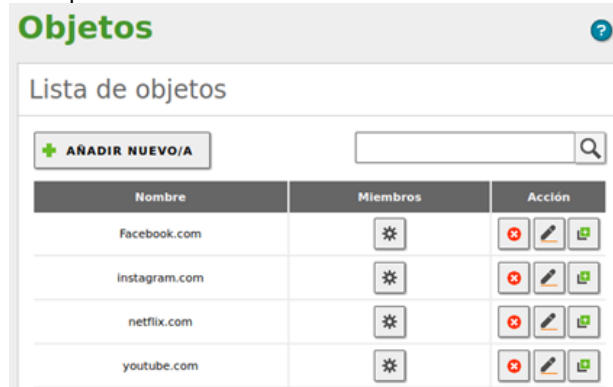 Objetos
?
Lista de objetos
AÑADIR NUEVO/A
Nombre Miembros Acción
Facebook.com
instagram.com
netflix.com
youtube.com